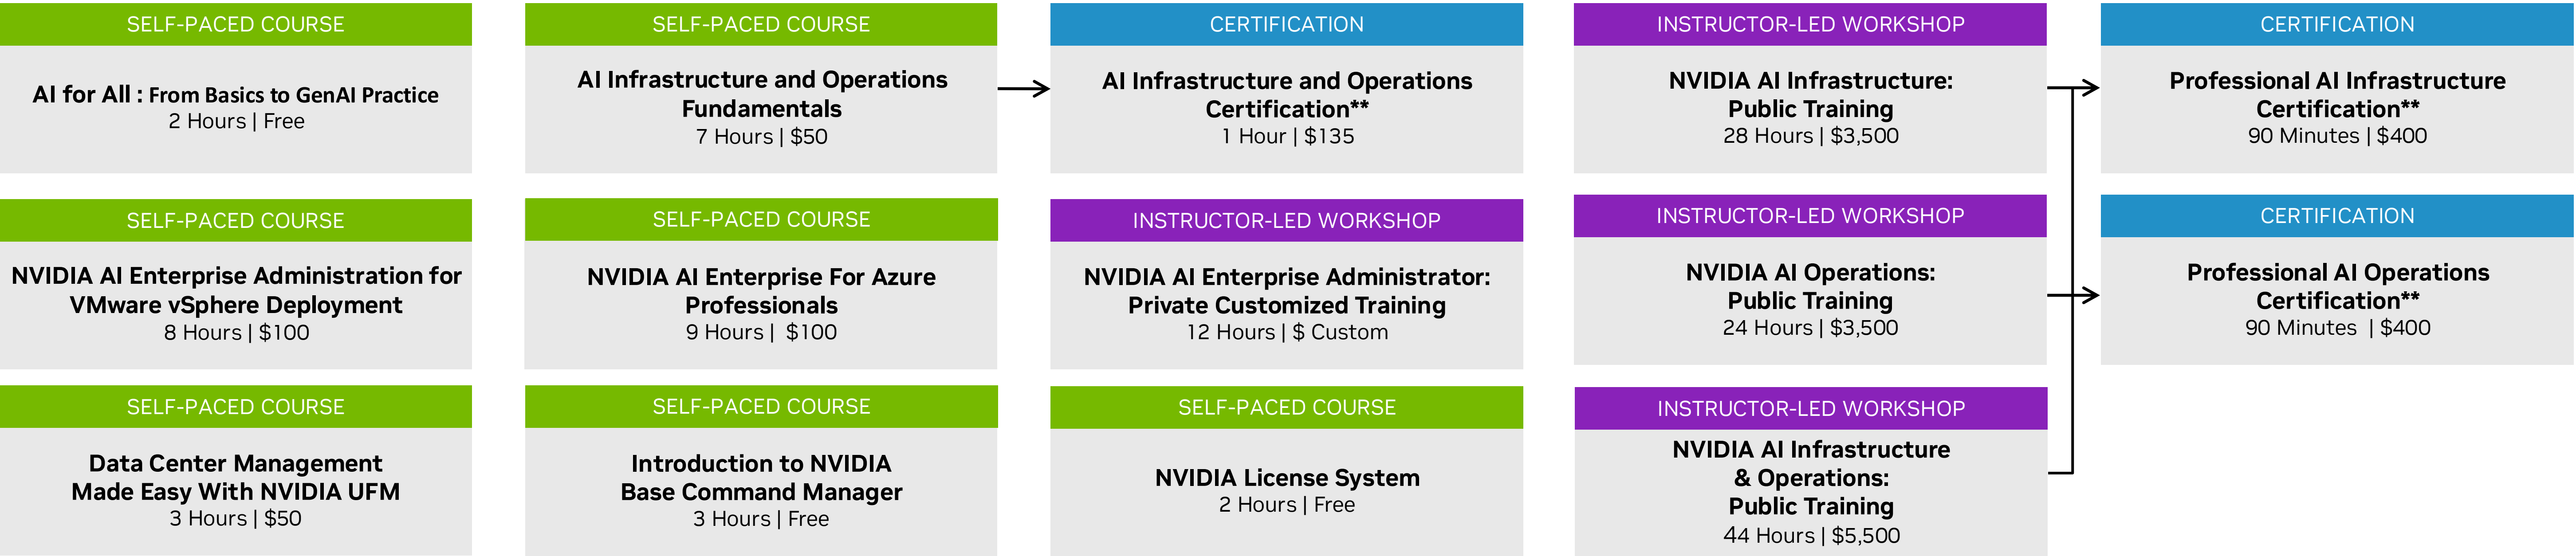 SELF-PACED COURSE
AI for All : From Basics to GenAI Practice
2 Hours | Free
SELF-PACED COURSE
AI Infrastructure and Operations
Fundamentals
7 Hours | $50
CERTIFICATION
AI Infrastructure and Operations
Certification**
1 Hour | $135
INSTRUCTOR-LED WORKSHOP
NVIDIA AI Infrastructure:
Public Training
28 Hours | $3,500
CERTIFICATION
Professional AI Infrastructure
Certification**
90 Minutes | $400
SELF-PACED COURSE
NVIDIA AI Enterprise Administration for
VMware vSphere Deployment
8 Hours | $100
SELF-PACED COURSE
NVIDIA AI Enterprise For Azure
Professionals
9 Hours | $100
INSTRUCTOR-LED WORKSHOP
NVIDIA AI Enterprise Administrator:
Private Customized Training
12 Hours | $ Custom
INSTRUCTOR-LED WORKSHOP
NVIDIA AI Operations:
Public Training
24 Hours | $3,500
CERTIFICATION
Professional AI Operations
Certification**
90 Minutes | $400
SELF-PACED COURSE
Data Center Management
Made Easy With NVIDIA UFM
3 Hours | $50
SELF-PACED COURSE
Introduction to NVIDIA
Base Command Manager
3 Hours | Free
SELF-PACED COURSE
NVIDIA License System
2 Hours | Free
INSTRUCTOR-LED WORKSHOP
NVIDIA AI Infrastructure
& Operations:
Public Training
44 Hours | $5,500